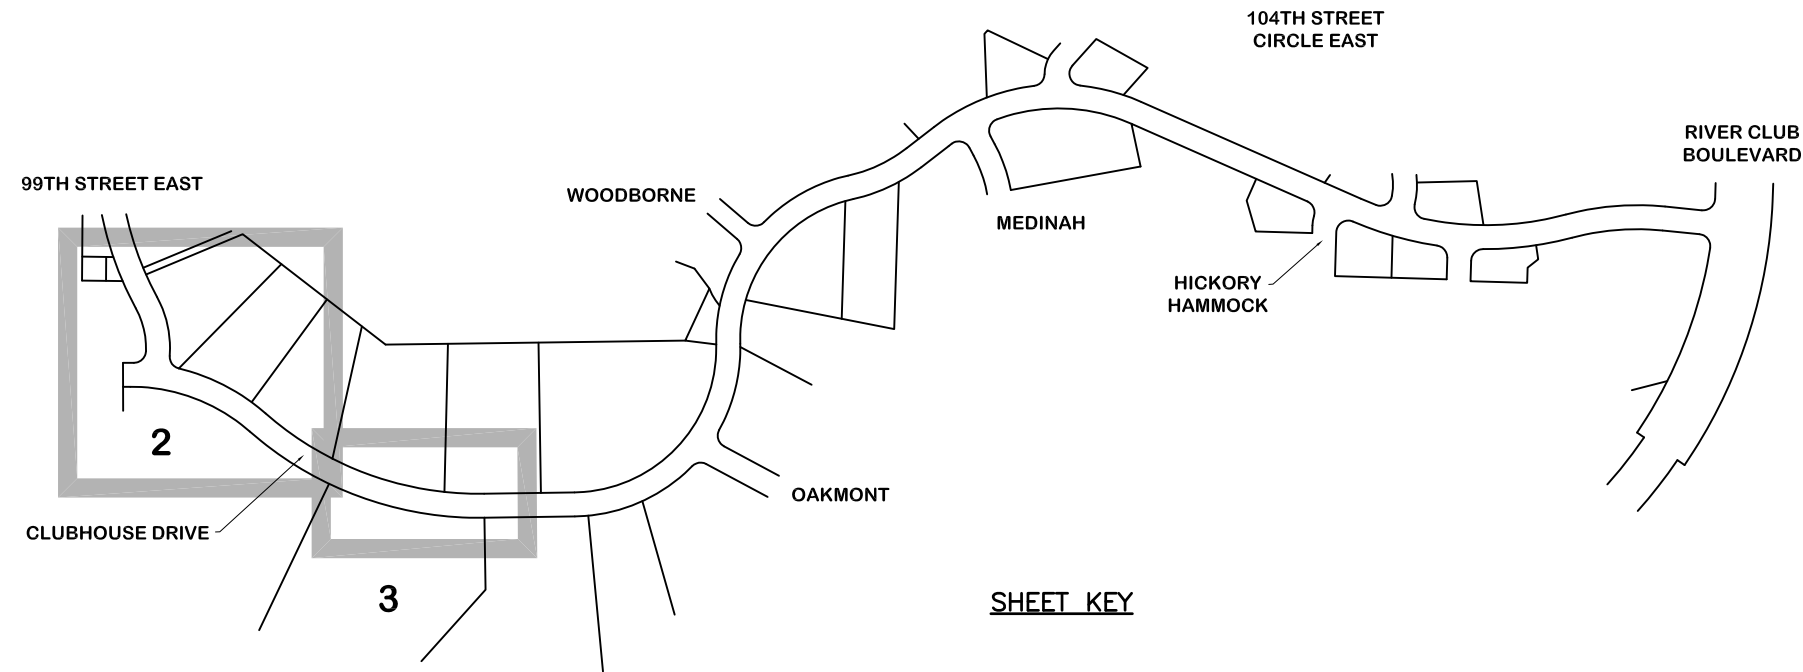 104TH STREET
CIRCLE EAST
RIVER CLUB
BOULEVARD
99TH STREET EAST
WOODBORNE
MEDINAH
HICKORY
HAMMOCK
2
OAKMONT
CLUBHOUSE DRIVE
3
SHEET KEY